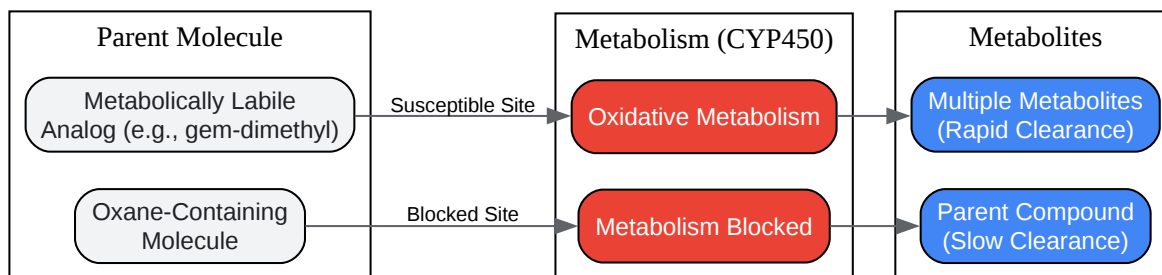 Parent Molecule
Metabolically Labile
Analog (e.g., gem-dimethyl)
Oxane-Containing
Molecule
Susceptible Site
Blocked Site
Metabolism (CYP450)
Oxidative Metabolism
Metabolism Blocked
Metabolites
Multiple Metabolites
(Rapid Clearance)
Parent Compound
(Slow Clearance)